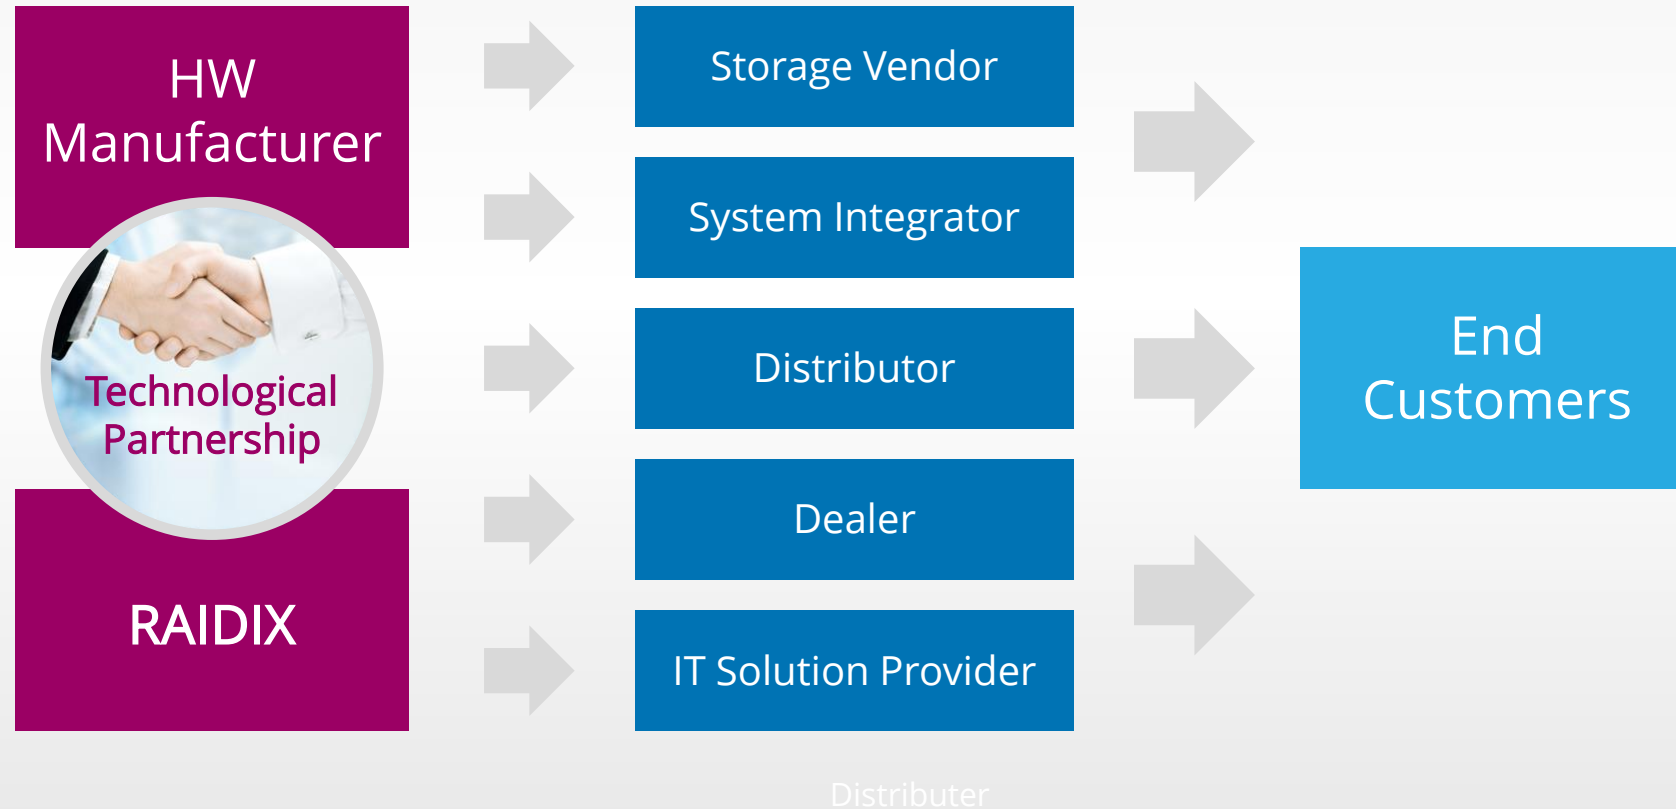 HW
Manufacturer
Technological
Partnership
RAIDIX
Storage Vendor
System Integrator
Distributor
Dealer
IT Solution Provider
End
Customers
Distributer